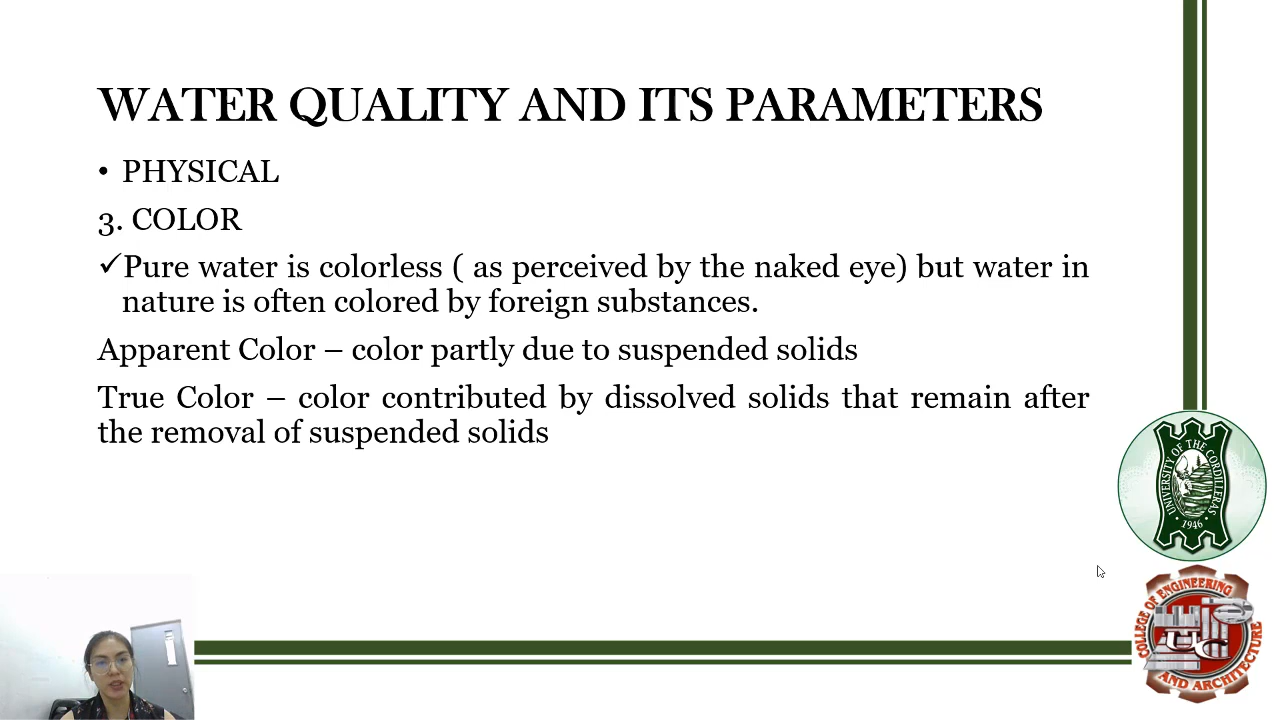 WATER QUALITY AND ITS PARAMETERS
• PHYSICAL
3. COLOR
✓Pure water is colorless ( as perceived by the naked eye) but water in
nature is often colored by foreign substances.
Apparent Color – color partly due to suspended solids
True Color – color contributed by dissolved solids that remain after
the removal of suspended solids
UNIVERSITY OF THE CORDILLERAS
• 1946 •
COLLEGE OF ENGINEERING
UC
AND ARCHITECTURE